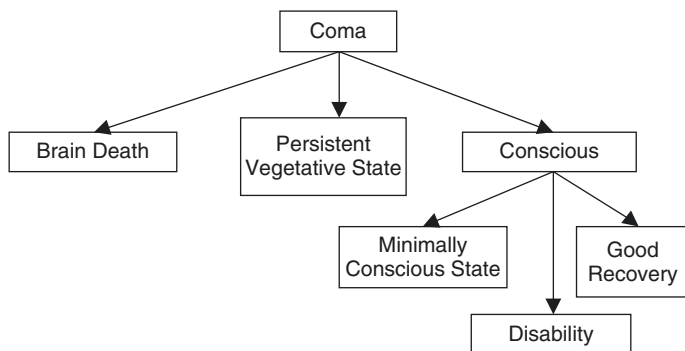 Coma
Brain Death
Persistent
Vegetative State
Conscious
Minimally
Conscious State
Good
Recovery
Disability